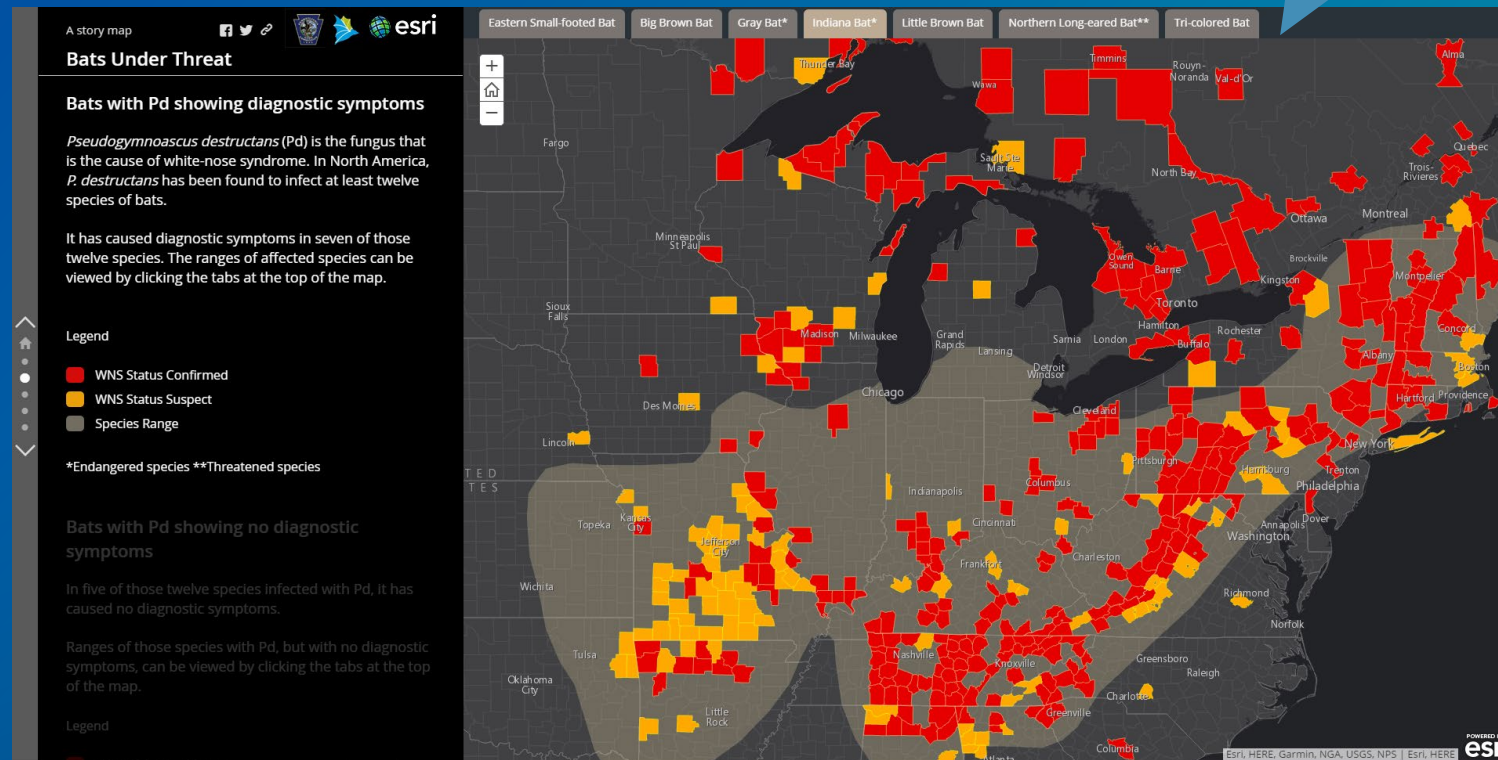 A story map
esri
Bats Under Threat
Bats with Pd showing diagnostic symptoms
Pseudogymnoascus destructans (Pd) is the fungus that
is the cause of white-nose syndrome. In North America,
P. destructans has been found to infect at least twelve
species of bats.
It has caused diagnostic symptoms in seven of those
twelve species. The ranges of affected species can be
viewed by clicking the tabs at the top of the map.
Legend
WNS Status Confirmed
WNS Status Suspect
Species Range
*Endangered species **Threatened species
Bats with Pd showing no diagnostic
symptoms
In five of those twelve species infected with Pd, it has
caused no diagnostic symptoms.
Ranges of those species with Pd, but with no diagnostic
symptoms, can be viewed by clicking the tabs at the top
of the map.
Legend
Eastern Small-footed Bat
Big Brown Bat
Gray Bat*
Indiana Bat*
Little Brown Bat
Northern Long-eared Bat**
Tri-colored Bat
+
−
Thunder Bay
Timmins
Rouyn-
Noranda
Val-d'Or
Alma
Wawa
Fargo
Sault Ste
Marie
North Bay
Quebec
Trois-
Rivieres
Ottawa
Montreal
Minneapolis
St Paul
Owen
Sound
Barrie
Brockville
Kingston
Montpelier
Sioux
Falls
Toronto
Madison
Milwaukee
Grand
Rapids
Lansing
Sarnia
London
Hamilton
Buffalo
Rochester
Concord
Albany
Boston
Detroit
Windsor
Chicago
Hartford
Providence
Des Moines
Cleveland
Lincoln
New York
TED
TES
Pittsburgh
Harrisburg
Trenton
Philadelphia
Indianapolis
Columbus
Topeka
Kansas
City
Cincinnati
Dover
Annapolis
Washington
Jefferson
City
Frankfort
Charleston
Wichita
Richmond
Norfolk
Tulsa
Nashville
Knoxville
Greensboro
Raleigh
Oklahoma
City
Charlotte
Little
Rock
Greenville
Columbia
Atlanta
Esri, HERE, Garmin, NGA, USGS, NPS | Esri, HERE
POWERED
esri